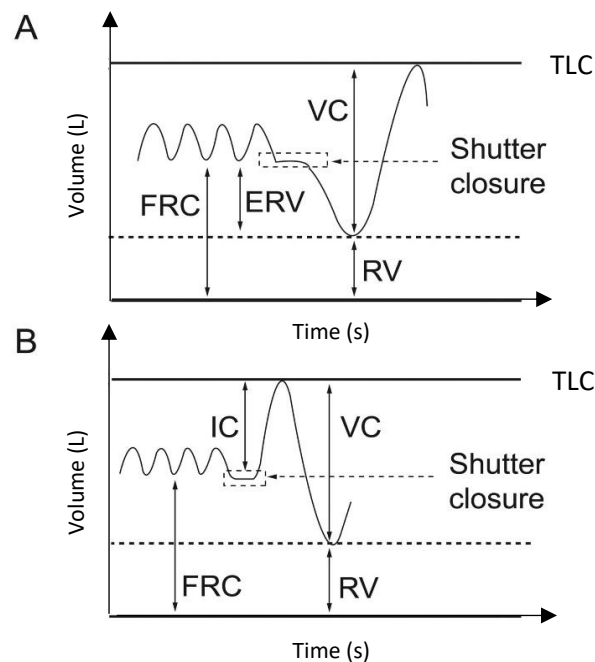 A
TLC
VC
Volume (L)
Shutter
closure
FRC
ERV
RV
Time (s)
B
TLC
IC
VC
Volume (L)
Shutter
closure
FRC
RV
Time (s)